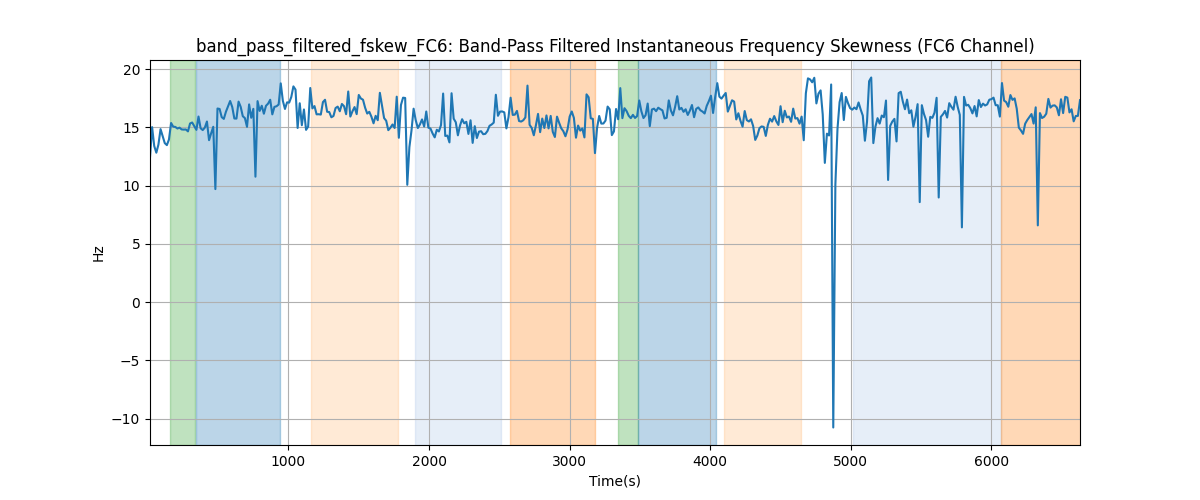 band_pass_filtered_fskew_FC6: Band-Pass Filtered Instantaneous Frequency Skewness (FC6 Channel)
20
15
10
5
0
−5
−10
Hz
1000 2000 3000 4000 5000 6000
Time(s)